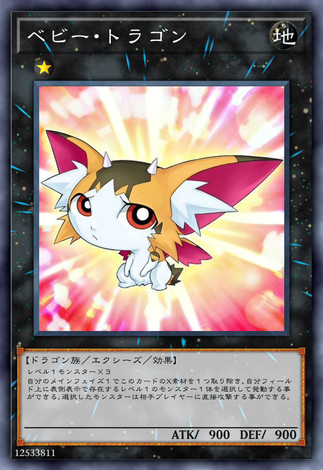 ベビー・トラゴン
地
【ドラゴン族／エクシーズ／効果】
レベル１モンスター×３
自分のメインフェイズ１でこのカードのX素材を１つ取り除き、自分フィールド
上に表側表示で存在するレベル１のモンスター１体を選択して発動する事
ができる。選択したモンスターは相手プレイヤーに直接攻撃する事ができる。
ATK/ 900 DEF/ 900
12533811